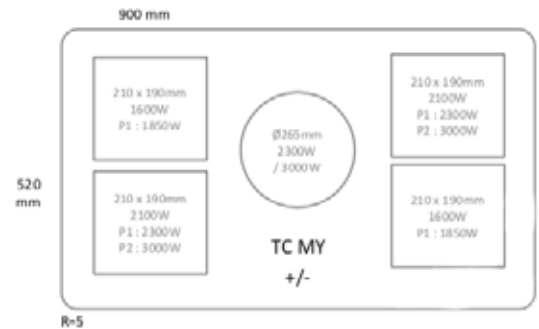 900 mm
210 x 190mm
1600W
P1 : 1850W
210 x 190mm
2100W
P1 : 2300W
P2 : 3000W
Ø265mm
2300W
/ 3000W
520
mm
210 x 190mm
2100W
P1 : 2300W
P2 : 3000W
210 x 190mm
1600W
P1 : 1850W
TC MY
+/-
R=5